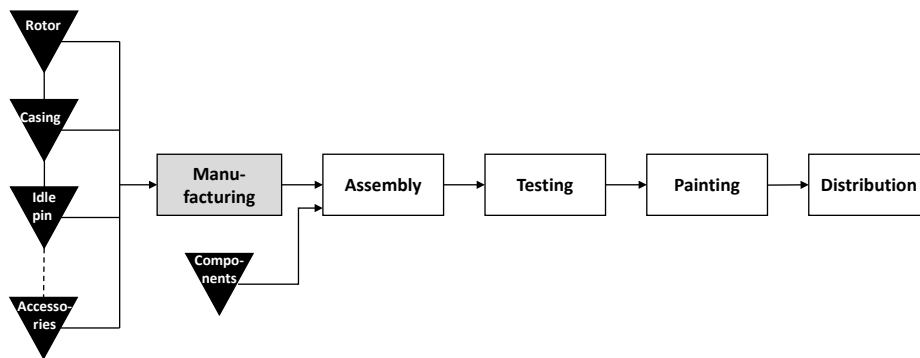 Rotor
Casing
Idle
pin
Accesso-
ries
Manu-
facturing
Compo-
nents
Assembly
Testing
Painting
Distribution